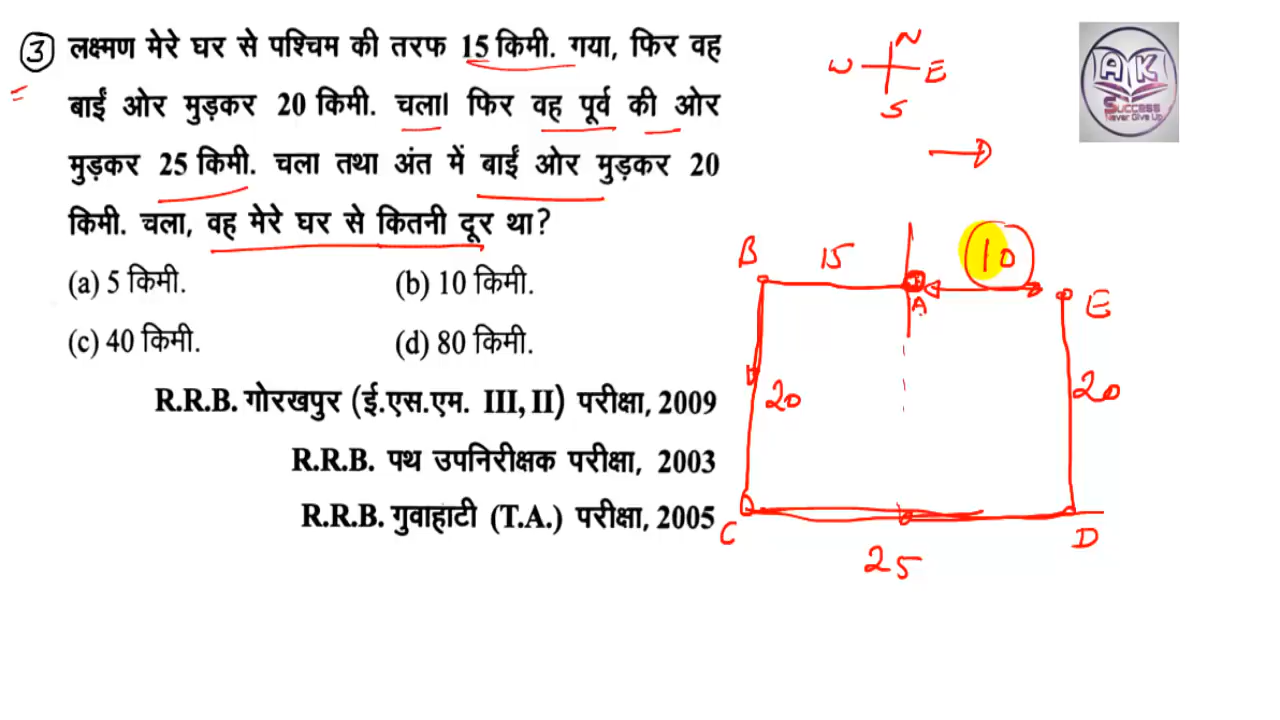 3 लक्ष्मण मेरे घर से पश्चिम की तरफ 15 किमी. गया, फिर वह
बाईं ओर मुड़कर 20 किमी. चला। फिर वह पूर्व की ओर
मुड़कर 25 किमी. चला तथा अंत में बाईं ओर मुड़कर 20
किमी. चला, वह मेरे घर से कितनी दूर था?
(a) 5 किमी. (b) 10 किमी.
(c) 40 किमी. (d) 80 किमी.
R.R.B. गोरखपुर (ई.एस.एम. III, II) परीक्षा, 2009
R.R.B. पथ उपनिरीक्षक परीक्षा, 2003
R.R.B. गुवाहाटी (T.A.) परीक्षा, 2005
N
W E
S
AK
Success
Never Give Up
B 15 10
A E
20 20
C D
25